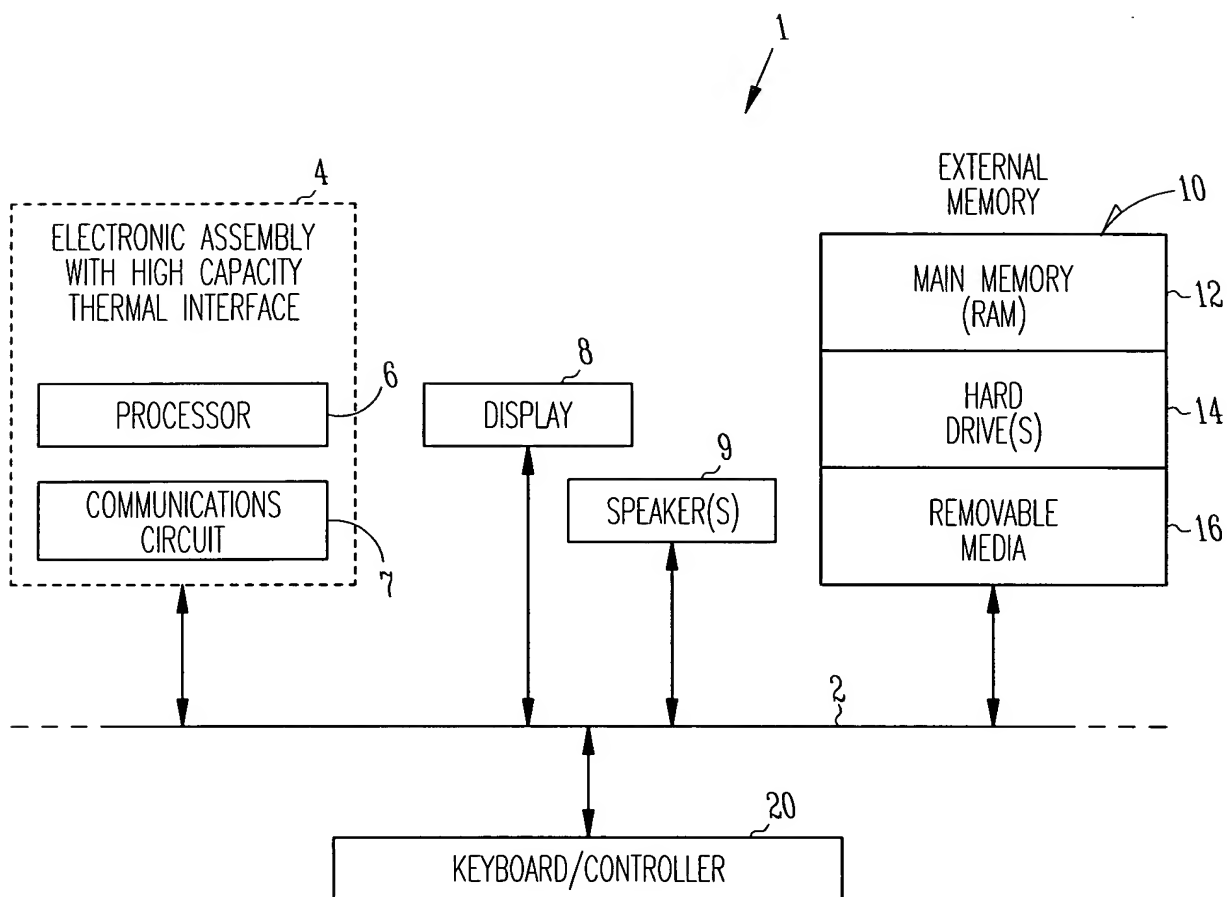 1
4
ELECTRONIC ASSEMBLY
WITH HIGH CAPACITY
THERMAL INTERFACE
6
PROCESSOR
COMMUNICATIONS
CIRCUIT
7
8
DISPLAY
9
SPEAKER(S)
EXTERNAL
MEMORY
10
MAIN MEMORY
(RAM)
12
HARD
DRIVE(S)
14
REMOVABLE
MEDIA
16
2
20
KEYBOARD/CONTROLLER